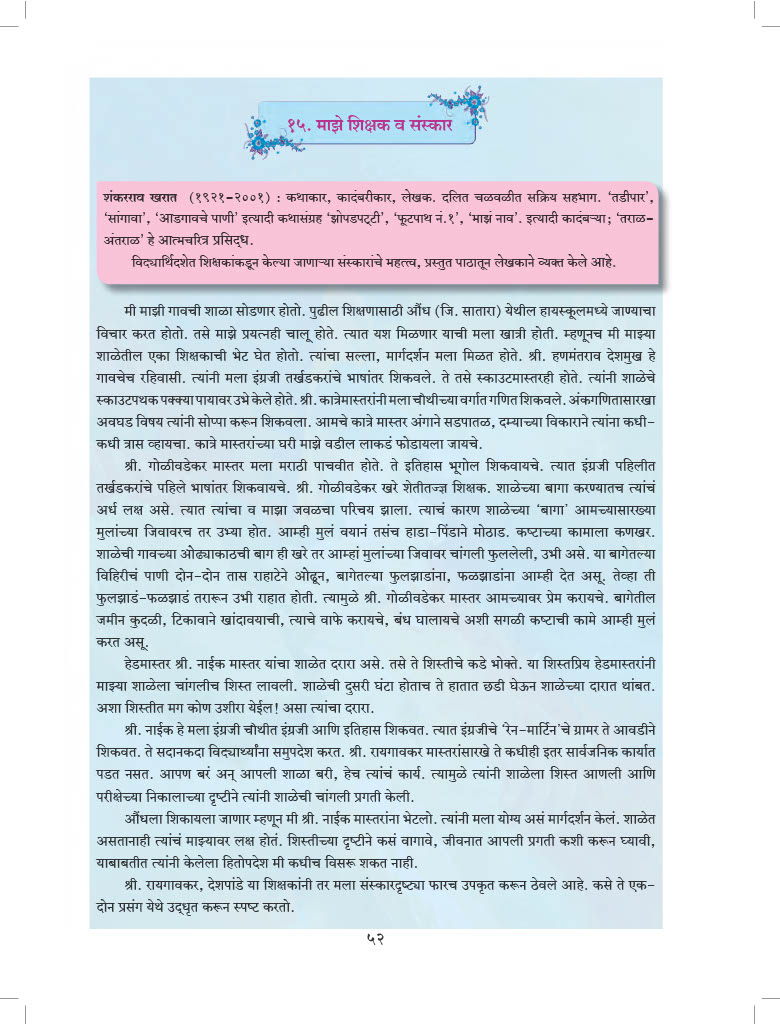 १५. माझे शिक्षक व संस्कार
शंकरराव खरात (१९२१-२००१) : कथाकार, कादंबरीकार, लेखक. दलित चळवळीत सक्रिय सहभाग. ‘तडीपार’,
‘सांगावा’, ‘आडगावचे पाणी’ इत्यादी कथासंग्रह ‘झोपडपट्टी’, ‘फूटपाथ नं.१’, ‘माझं नाव’. इत्यादी कादंबऱ्या; ‘तराळ-
अंतराळ’ हे आत्मचरित्र प्रसिद्ध.
विद्यार्थिदशेत शिक्षकांकडून केल्या जाणाऱ्या संस्कारांचे महत्त्व, प्रस्तुत पाठातून लेखकाने व्यक्त केले आहे.
मी माझी गावची शाळा सोडणार होतो. पुढील शिक्षणासाठी औंध (जि. सातारा) येथील हायस्कूलमध्ये जाण्याचा
विचार करत होतो. तसे माझे प्रयत्नही चालू होते. त्यात यश मिळणार याची मला खात्री होती. म्हणूनच मी माझ्या
शाळेतील एका शिक्षकाची भेट घेत होतो. त्यांचा सल्ला, मार्गदर्शन मला मिळत होते. श्री. हणमंतराव देशमुख हे
गावचेच रहिवासी. त्यांनी मला इंग्रजी तर्खडकरांचे भाषांतर शिकवले. ते तसे स्काउटमास्तरही होते. त्यांनी शाळेचे
स्काउटपथक पक्क्या पायावर उभे केले होते. श्री. कात्रेमास्तरांनी मला चौथीच्या वर्गात गणित शिकवले. अंकगणितासारखा
अवघड विषय त्यांनी सोप्पा करून शिकवला. आमचे कात्रे मास्तर अंगाने सडपातळ, दम्याच्या विकाराने त्यांना कधी-
कधी त्रास व्हायचा. कात्रे मास्तरांच्या घरी माझे वडील लाकडं फोडायला जायचे.
श्री. गोळीवडेकर मास्तर मला मराठी पाचवीत होते. ते इतिहास भूगोल शिकवायचे. त्यात इंग्रजी पहिलीत
तर्खडकरांचे पहिले भाषांतर शिकवायचे. श्री. गोळीवडेकर खरे शेतीतज्ज्ञ शिक्षक. शाळेच्या बागा करण्यातच त्यांचं
अर्ध लक्ष असे. त्यात त्यांचा व माझा जवळचा परिचय झाला. त्याचं कारण शाळेच्या ‘बागा’ आमच्यासारख्या
मुलांच्या जिवावरच तर उभ्या होत. आम्ही मुलं वयानं तसंच हाडा-पिंडाने मोठाड. कष्टाच्या कामाला कणखर.
शाळेची गावच्या ओढ्याकाठची बाग ही खरे तर आम्हां मुलांच्या जिवावर चांगली फुललेली, उभी असे. या बागेतल्या
विहिरीचं पाणी दोन-दोन तास राहाटेने ओढून, बागेतल्या फुलझाडांना, फळझाडांना आम्ही देत असू. तेव्हा ती
फुलझाडं-फळझाडं तरारून उभी राहात होती. त्यामुळे श्री. गोळीवडेकर मास्तर आमच्यावर प्रेम करायचे. बागेतील
जमीन कुदळी, टिकावाने खांदावयाची, त्याचे वाफे करायचे, बंध घालायचे अशी सगळी कष्टाची कामे आम्ही मुलं
करत असू.
हेडमास्तर श्री. नाईक मास्तर यांचा शाळेत दरारा असे. तसे ते शिस्तीचे कडे भोक्ते. या शिस्तप्रिय हेडमास्तरांनी
माझ्या शाळेला चांगलीच शिस्त लावली. शाळेची दुसरी घंटा होताच ते हातात छडी घेऊन शाळेच्या दारात थांबत.
अशा शिस्तीत मग कोण उशीरा येईल! असा त्यांचा दरारा.
श्री. नाईक हे मला इंग्रजी चौथीत इंग्रजी आणि इतिहास शिकवत. त्यात इंग्रजीचे ‘रेन-मार्टिन’चे ग्रामर ते आवडीने
शिकवत. ते सदानकदा विद्यार्थ्यांना समुपदेश करत. श्री. रायगावकर मास्तरांसारखे ते कधीही इतर सार्वजनिक कार्यात
पडत नसत. आपण बरं अन् आपली शाळा बरी, हेच त्यांचं कार्य. त्यामुळे त्यांनी शाळेला शिस्त आणली आणि
परीक्षेच्या निकालाच्या दृष्टीने त्यांनी शाळेची चांगली प्रगती केली.
औंधला शिकायला जाणार म्हणून मी श्री. नाईक मास्तरांना भेटलो. त्यांनी मला योग्य असं मार्गदर्शन केलं. शाळेत
असतानाही त्यांचं माझ्यावर लक्ष होतं. शिस्तीच्या दृष्टीने कसं वागावे, जीवनात आपली प्रगती कशी करून घ्यावी,
याबाबतीत त्यांनी केलेला हितोपदेश मी कधीच विसरू शकत नाही.
श्री. रायगावकर, देशपांडे या शिक्षकांनी तर मला संस्कारदृष्ट्या फारच उपकृत करून ठेवले आहे. कसे ते एक-
दोन प्रसंग येथे उद्धृत करून स्पष्ट करतो.
५२